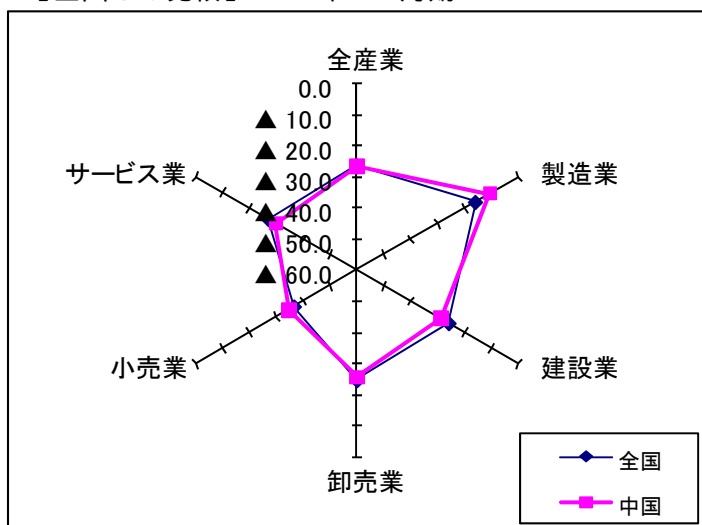 全産業
0.0
▲ 10.0
▲ 20.0
▲ 30.0
▲ 40.0
▲ 50.0
▲ 60.0
サービス業
製造業
小売業
建設業
卸売業
全国
中国